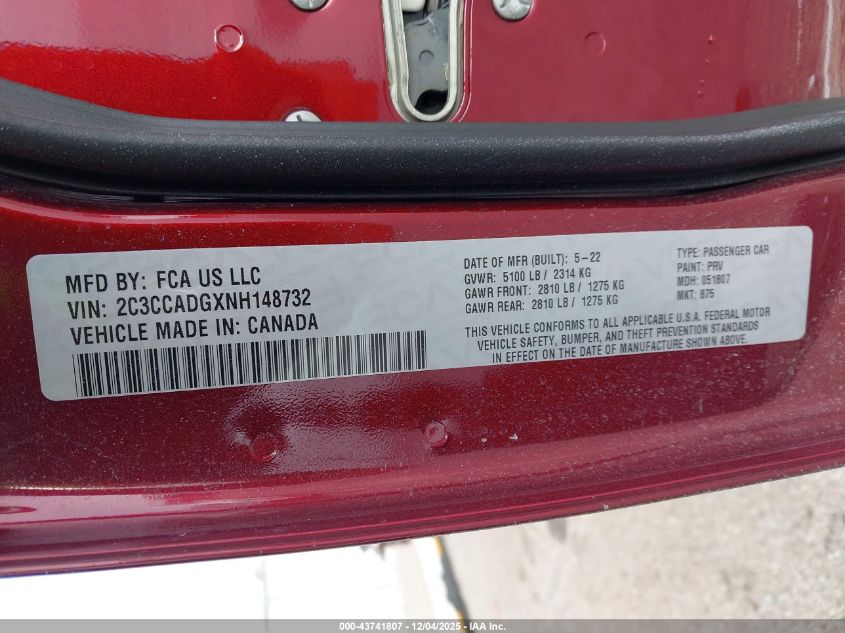 MFD BY: FCA US LLC
VIN: 2C3CCADGXNH148732
VEHICLE MADE IN: CANADA
DATE OF MFR (BUILT): 5-22
GVWR: 5100 LB / 2314 KG
GAWR FRONT: 2810 LB / 1275 KG
GAWR REAR: 2810 LB / 1275 KG
TYPE: PASSENGER CAR
PAINT: PRV
MDH: 051807
MKT: 875
THIS VEHICLE CONFORMS TO ALL APPLICABLE U.S.A. FEDERAL MOTOR
VEHICLE SAFETY, BUMPER, AND THEFT PREVENTION STANDARDS
IN EFFECT ON THE DATE OF MANUFACTURE SHOWN ABOVE.
000-43741807 - 12/04/2025 - IAA Inc.